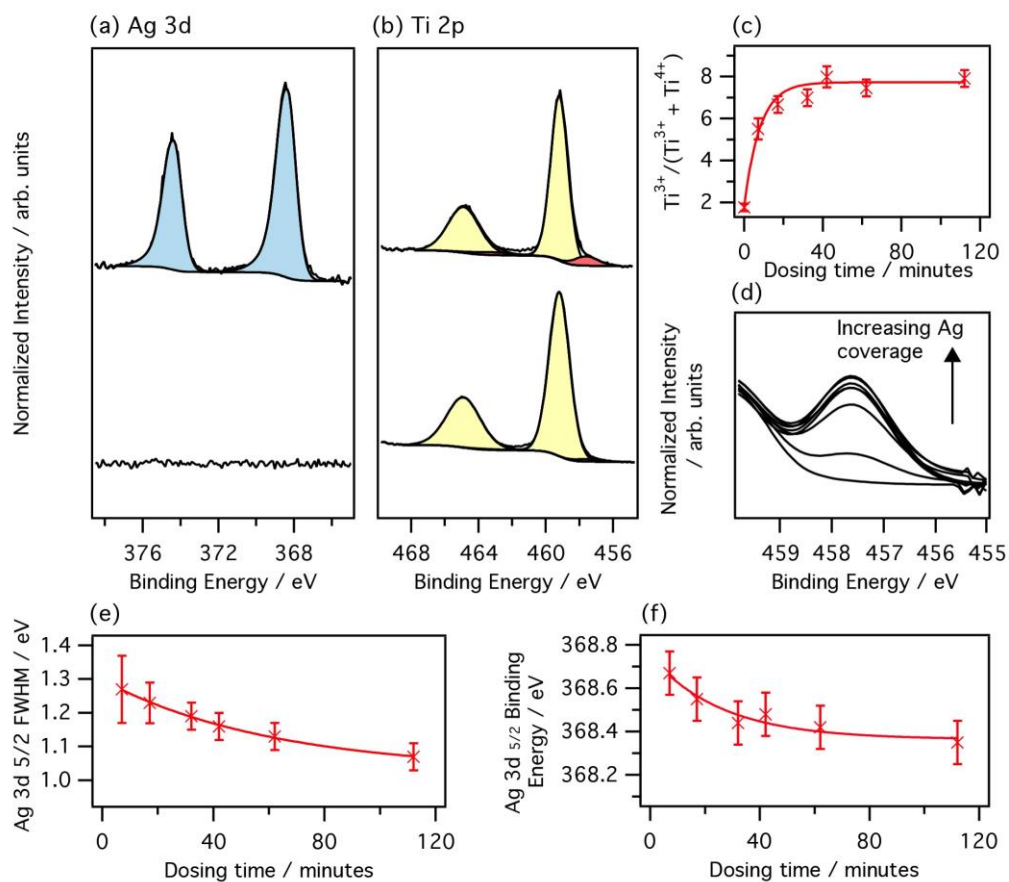 (a) Ag 3d
Normalized Intensity / arb. units
376 372 368
Binding Energy / eV
(b) Ti 2p
468 464 460 456
Binding Energy / eV
(c)
Ti³⁺/(Ti³⁺ + Ti⁴⁺)
8
6
4
2
0 40 80 120
Dosing time / minutes
(d)
Normalized Intensity
/ arb. units
Increasing Ag
coverage
459 458 457 456 455
Binding Energy / eV
(e)
Ag 3d 5/2 FWHM / eV
1.4
1.3
1.2
1.1
1.0
0 40 80 120
Dosing time / minutes
(f)
Ag 3d 5/2 Binding
Energy / eV
368.8
368.6
368.4
368.2
0 40 80 120
Dosing time / minutes